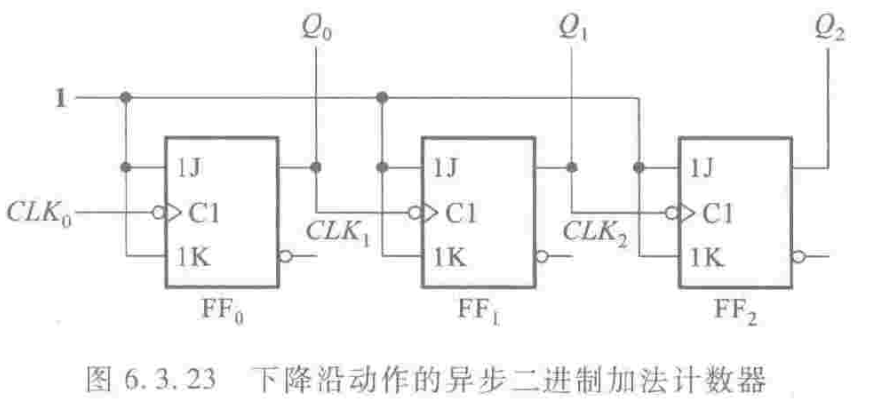 Q₀ Q₁ Q₂
1
1J 1J 1J
CLK₀ C1 CLK₁ C1 CLK₂ C1
1K 1K 1K
FF₀ FF₁ FF₂
图 6.3.23 下降沿动作的异步二进制加法计数器